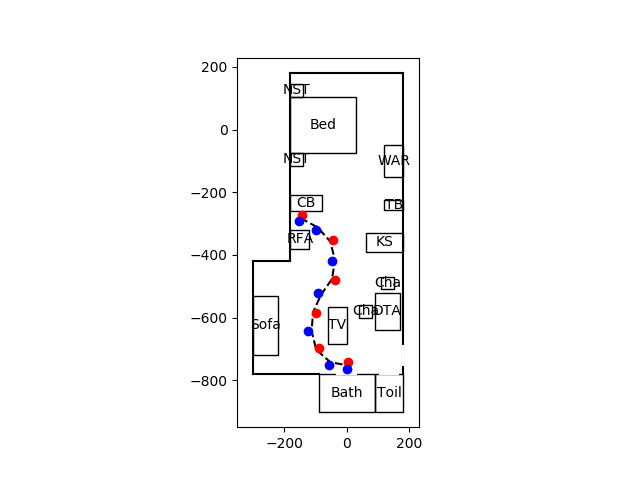 200
0
−200
−400
−600
−800
−200
0
200
NST
Bed
NST
WAR
CB
TB
RFA
KS
Cha
Sofa
TV
Cha
DTA
Bath
Toil